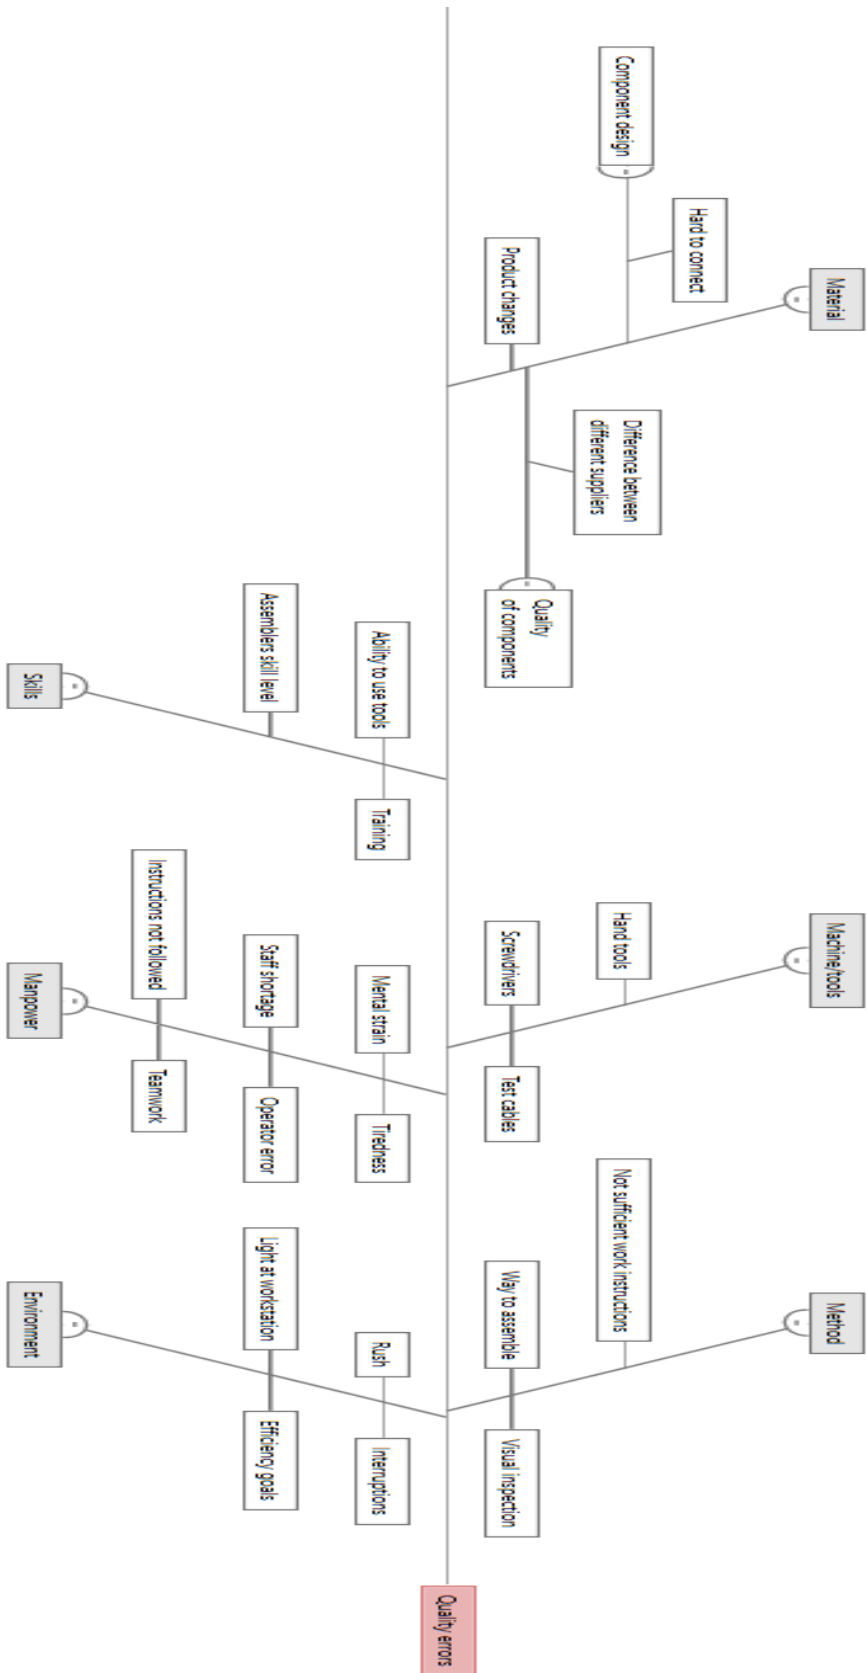 Material
Machine/tools
Method
Hard to connect
Component design
Difference between
different suppliers
Hand tools
Not sufficient work instructions
Product changes
Quality
of components
Screwdrivers
Test cables
Way to assemble
Visual inspection
Quality errors
Ability to use tools
Training
Mental strain
Tiredness
Rush
Interruptions
Assemblers skill level
Staff shortage
Operator error
Light at workstation
Efficiency goals
Instructions not followed
Teamwork
Skills
Manpower
Environment